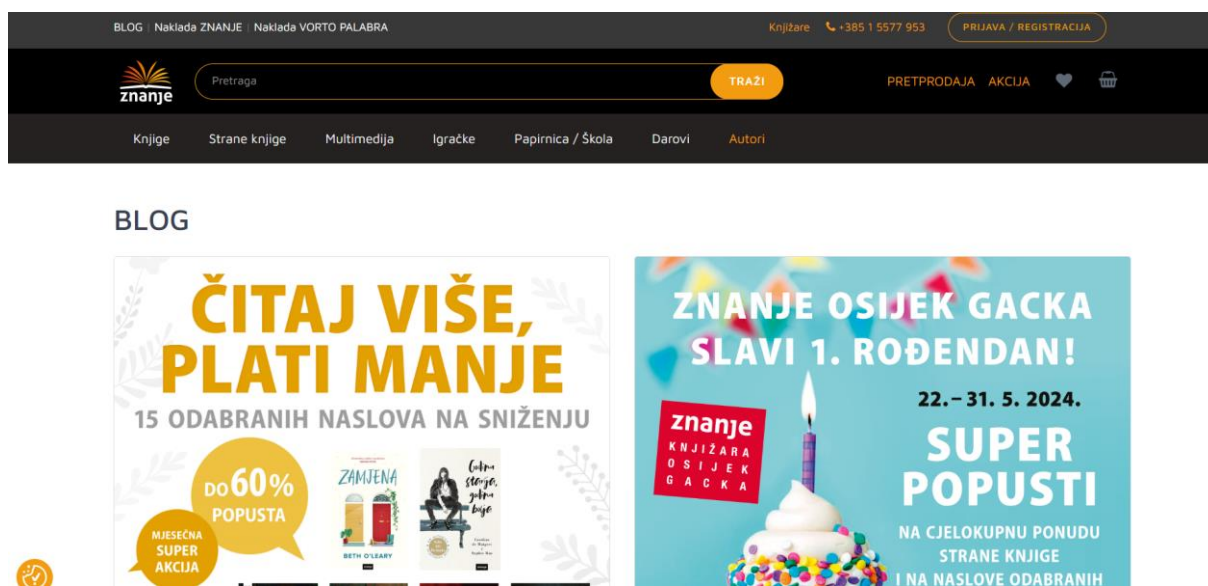 BLOG | Naklada ZNANJE | Naklada VORTO PALABRA
Knjižare +385 1 5577 953 PRIJAVA / REGISTRACIJA
znanje
Pretraga
TRAŽI
PRETPRODAJA AKCIJA
Knjige Strane knjige Multimedija Igračke Papirnica / Škola Darovi Autori
BLOG
ČITAJ VIŠE,
PLATI MANJE
15 ODABRANIH NASLOVA NA SNIŽENJU
DO 60%
POPUSTA
MJESEČNA
SUPER
AKCIJA
ZAMJENA
BETH O'LEARY
ZNANJE OSIJEK GACKA
SLAVI 1. ROĐENDAN!
22.–31. 5. 2024.
znanje
KNJIŽARA
OSIJEK
GACKA
SUPER
POPUSTI
NA CJELOKUPNU PONUDU
STRANE KNJIGE
I NA NASLOVE ODABRANIH